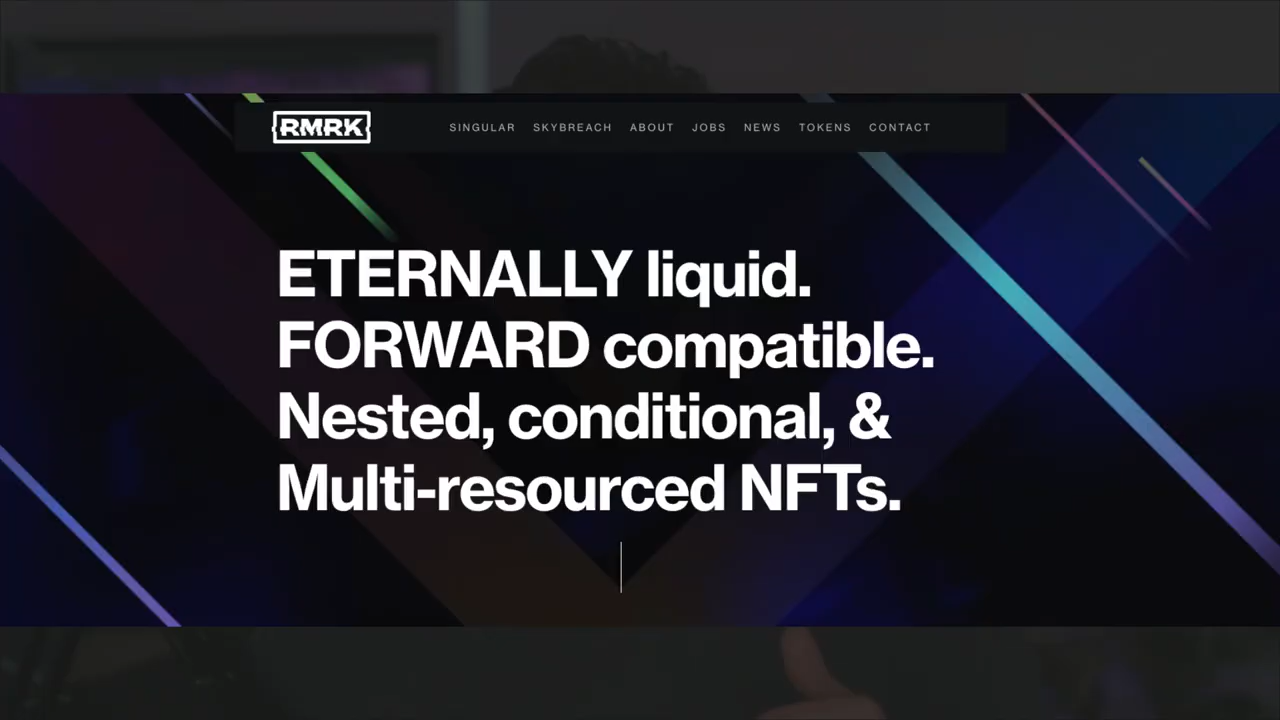 RMRK
SINGULAR SKYBREACH ABOUT JOBS NEWS TOKENS CONTACT
ETERNALLY liquid.
FORWARD compatible.
Nested, conditional, &
Multi-resourced NFTs.